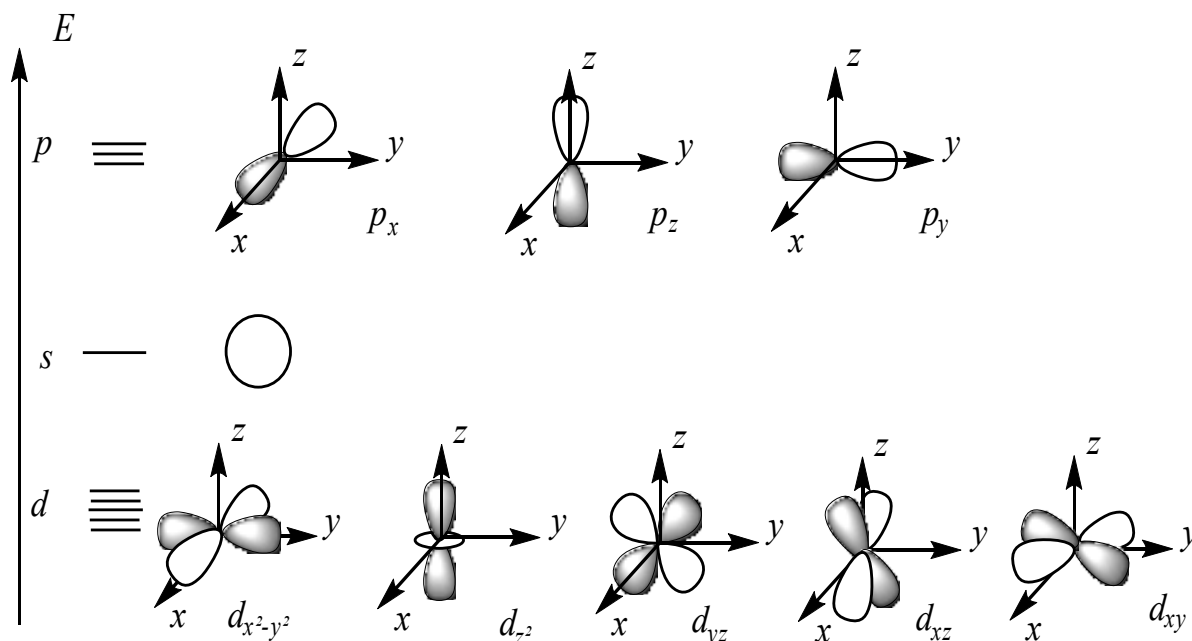 E
z z z
p y y y
x p_x x p_z x p_y
s
z z z z z
d y y y y y
x d_{x²-y²} x d_{z²} x d_{yz} x d_{xz} x d_{xy}